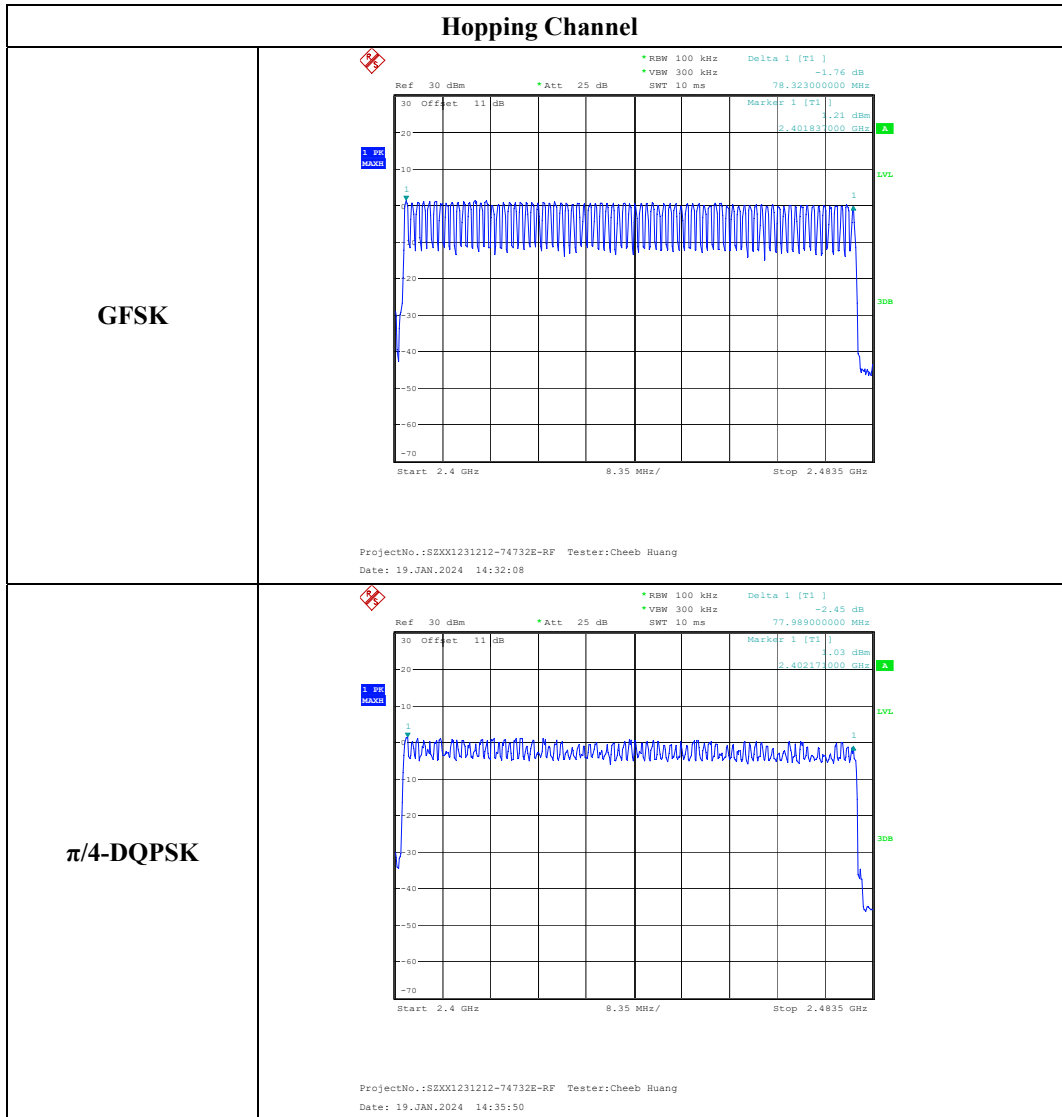 Hopping Channel
GFSK
R S
* RBW 100 kHz Delta 1 [T1 ]
* VBW 300 kHz -1.76 dB
Ref 30 dBm * Att 25 dB SWT 10 ms 78.323000000 MHz
30 Offset 11 dB Marker 1 [T1 ]
1.21 dBm
20 2.401837000 GHz A
1 PK
MAXH
10
LVL
1 1
0
-10
-20
3DB
-30
-40
-50
-60
-70
Start 2.4 GHz 8.35 MHz/ Stop 2.4835 GHz
ProjectNo.:SZXX1231212-74732E-RF Tester:Cheeb Huang
Date: 19.JAN.2024 14:32:08
π/4-DQPSK
R S
* RBW 100 kHz Delta 1 [T1 ]
* VBW 300 kHz -2.45 dB
Ref 30 dBm * Att 25 dB SWT 10 ms 77.989000000 MHz
30 Offset 11 dB Marker 1 [T1 ]
1.03 dBm
20 2.402171000 GHz A
1 PK
MAXH
10
LVL
1 1
0
-10
-20
3DB
-30
-40
-50
-60
-70
Start 2.4 GHz 8.35 MHz/ Stop 2.4835 GHz
ProjectNo.:SZXX1231212-74732E-RF Tester:Cheeb Huang
Date: 19.JAN.2024 14:35:50